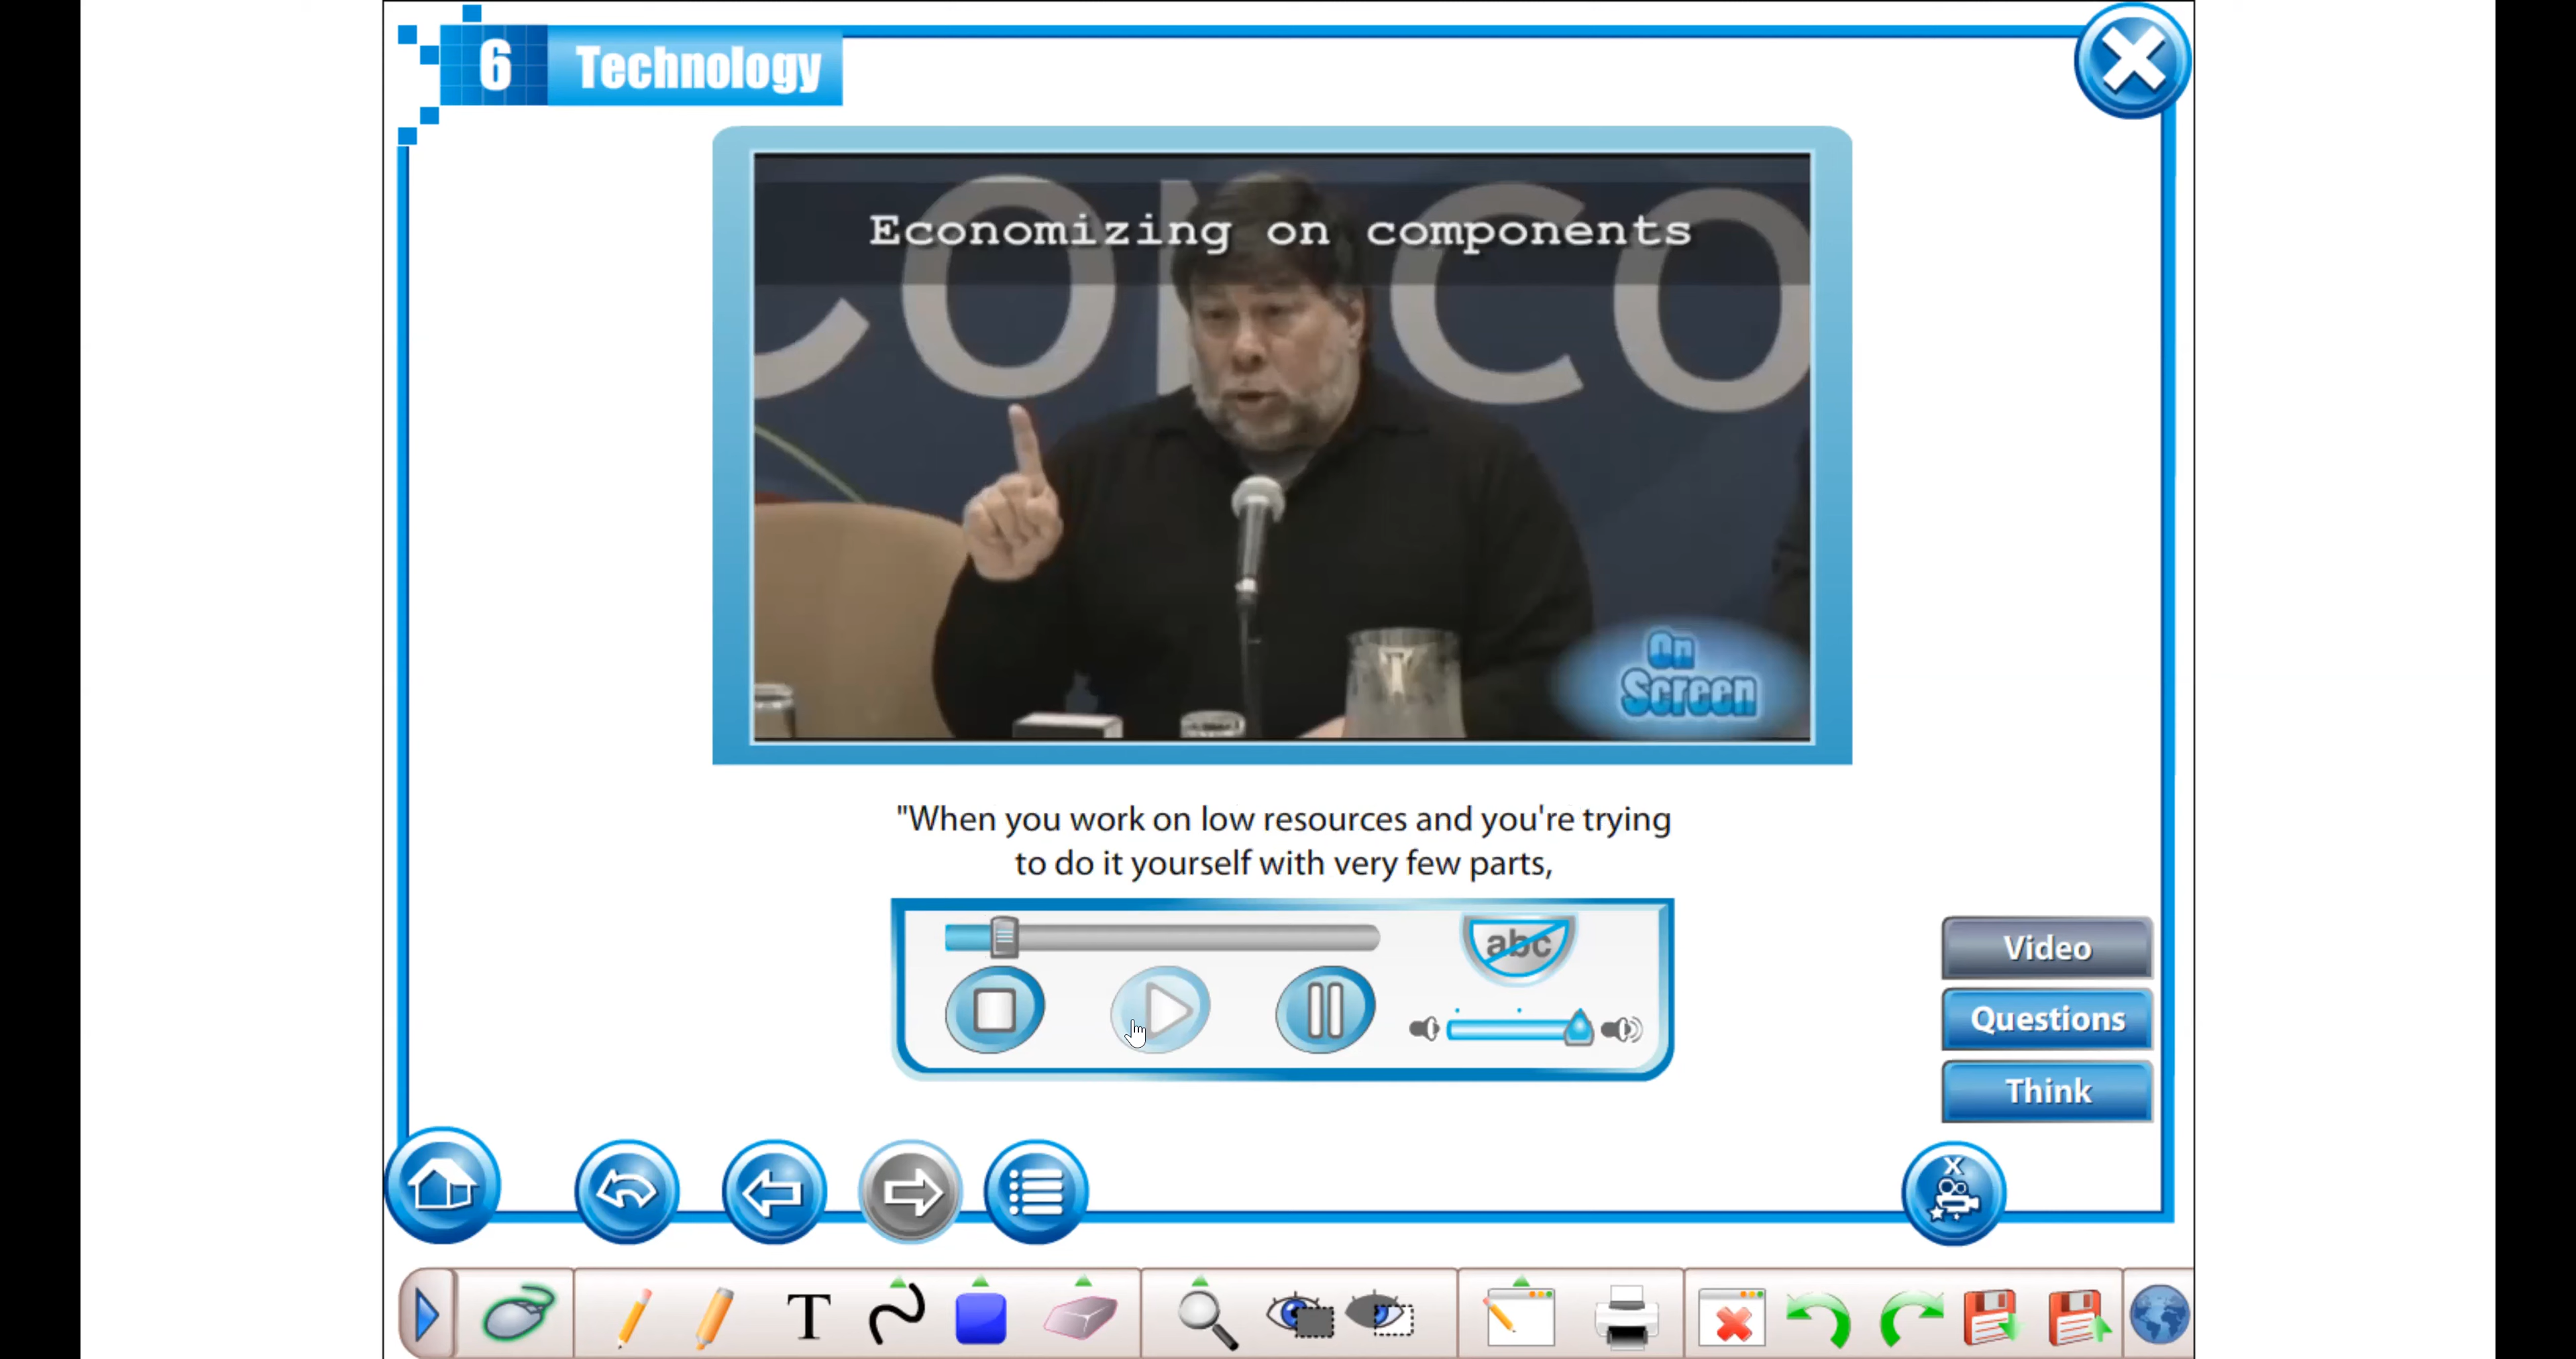 6 Technology
CONCO
Economizing on components
On
Screen
"When you work on low resources and you're trying
to do it yourself with very few parts,
abc
Video
Questions
Think
X
T